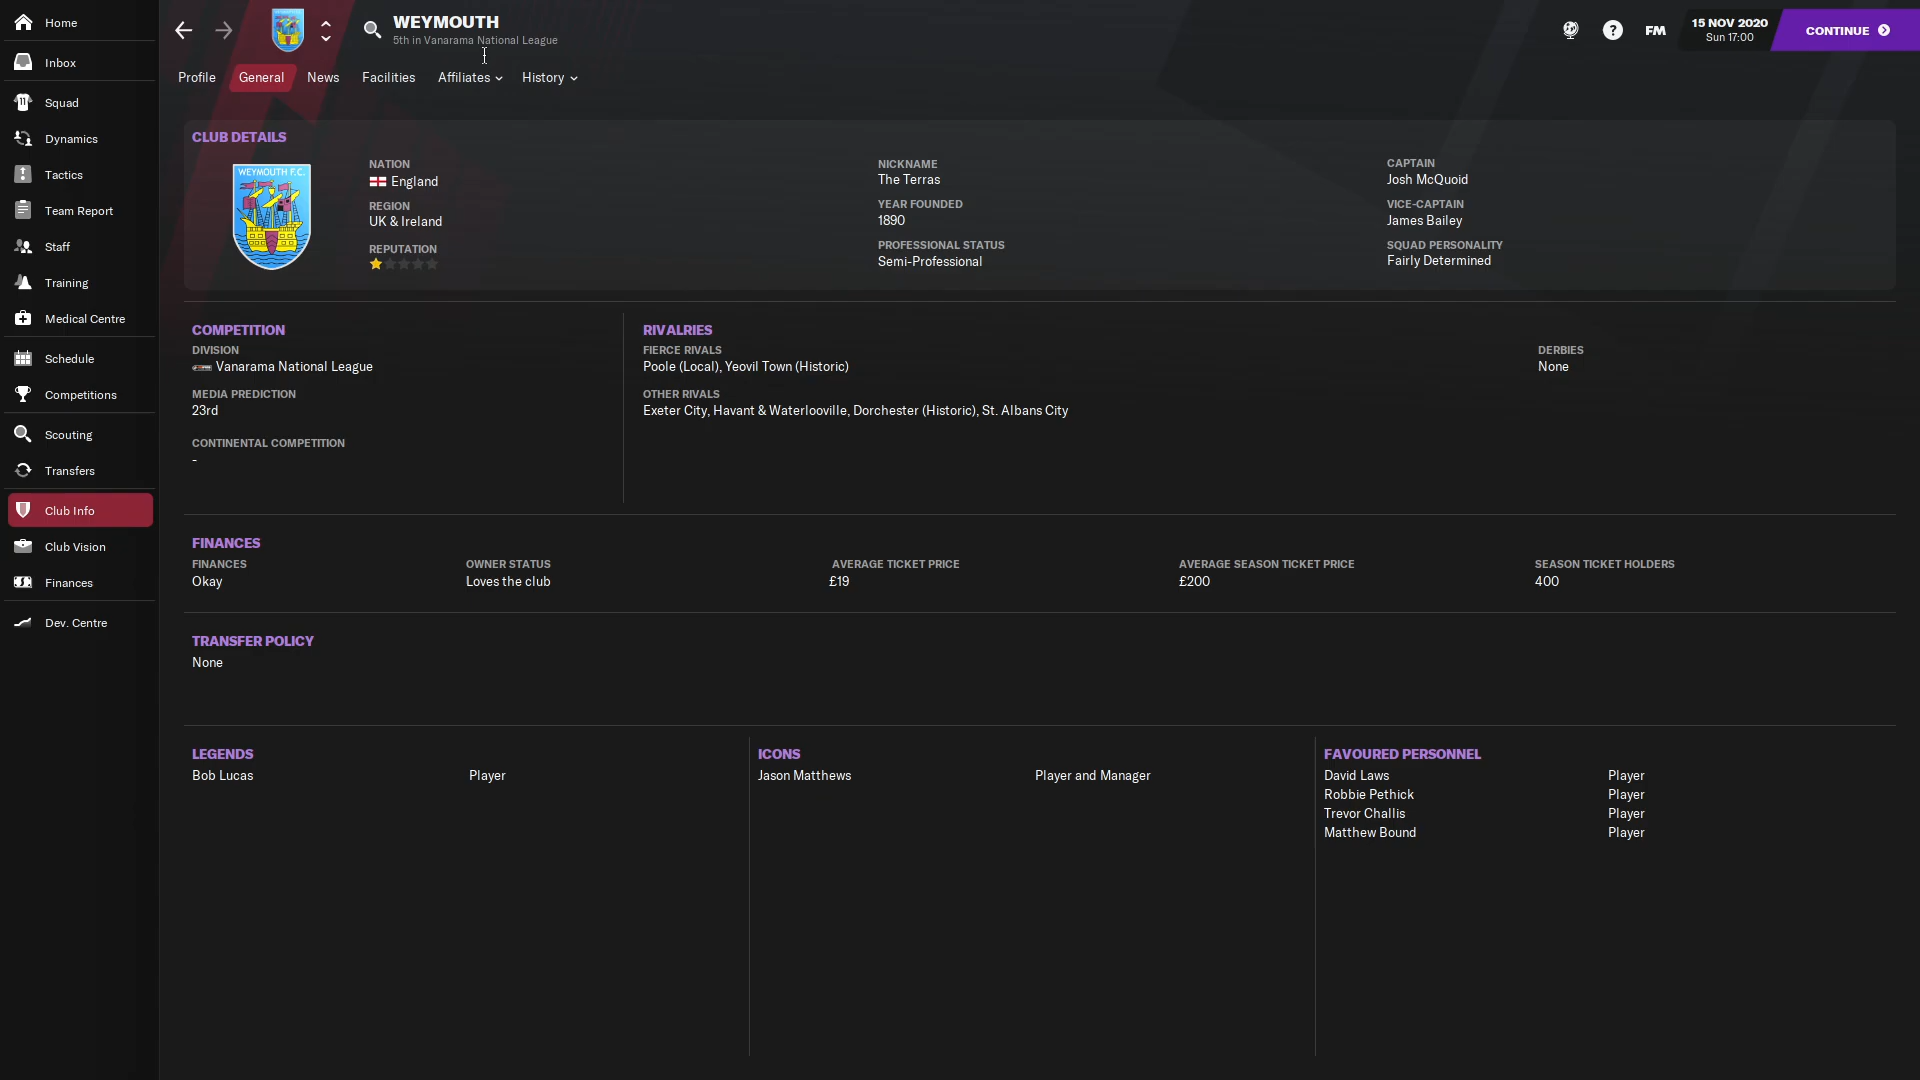 Home
Inbox
Squad
Dynamics
Tactics
Team Report
Staff
Training
Medical Centre
Schedule
Competitions
Scouting
Transfers
Club Info
Club Vision
Finances
Dev. Centre
WEYMOUTH
5th in Vanarama National League
?
FM
15 NOV 2020
Sun 17:00
CONTINUE
Profile General News Facilities Affiliates History
CLUB DETAILS
WEYMOUTH F.C.
NATION
England
REGION
UK & Ireland
REPUTATION
NICKNAME
The Terras
YEAR FOUNDED
1890
PROFESSIONAL STATUS
Semi-Professional
CAPTAIN
Josh McQuoid
VICE-CAPTAIN
James Bailey
SQUAD PERSONALITY
Fairly Determined
COMPETITION
DIVISION
Vanarama National League
MEDIA PREDICTION
23rd
CONTINENTAL COMPETITION
-
RIVALRIES
FIERCE RIVALS
Poole (Local), Yeovil Town (Historic)
OTHER RIVALS
Exeter City, Havant & Waterlooville, Dorchester (Historic), St. Albans City
DERBIES
None
FINANCES
FINANCES
Okay
OWNER STATUS
Loves the club
AVERAGE TICKET PRICE
£19
AVERAGE SEASON TICKET PRICE
£200
SEASON TICKET HOLDERS
400
TRANSFER POLICY
None
LEGENDS
Bob Lucas Player
ICONS
Jason Matthews Player and Manager
FAVOURED PERSONNEL
David Laws Player
Robbie Pethick Player
Trevor Challis Player
Matthew Bound Player